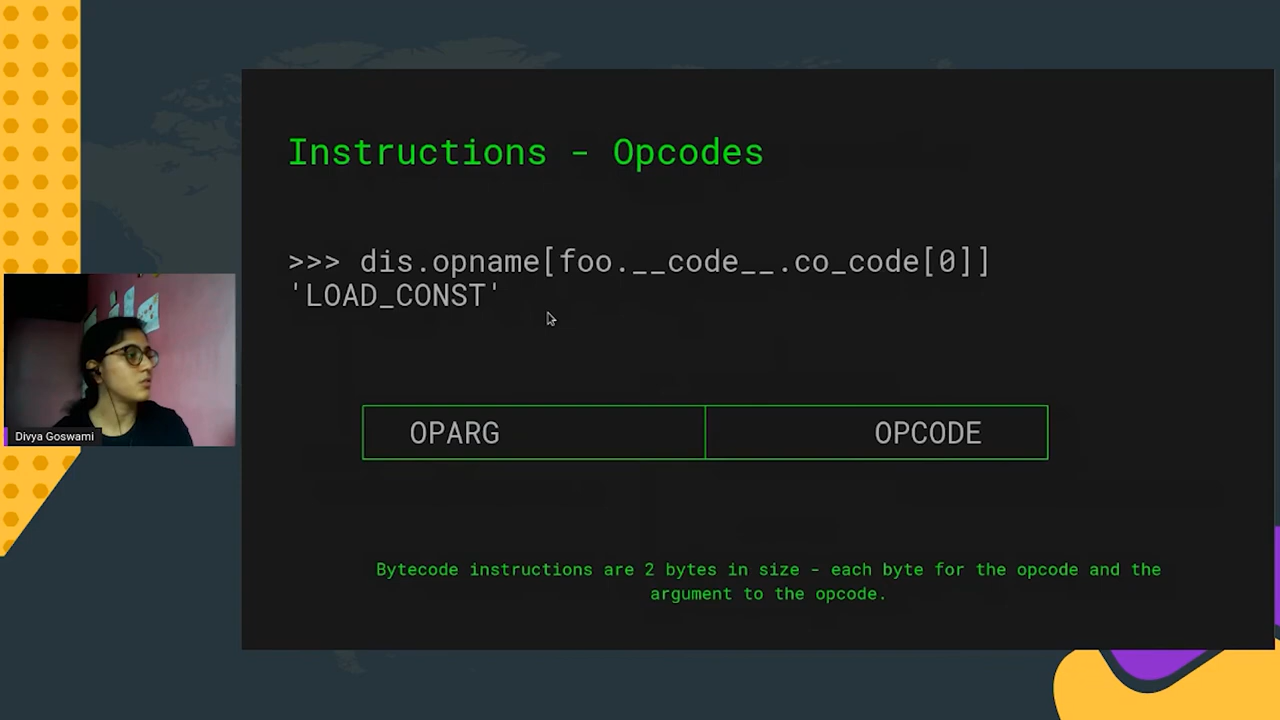 Instructions - Opcodes
>>> dis.opname[foo.__code__.co_code[0]]
'LOAD_CONST'
OPARG
OPCODE
Divya Goswami
Bytecode instructions are 2 bytes in size - each byte for the opcode and the
argument to the opcode.